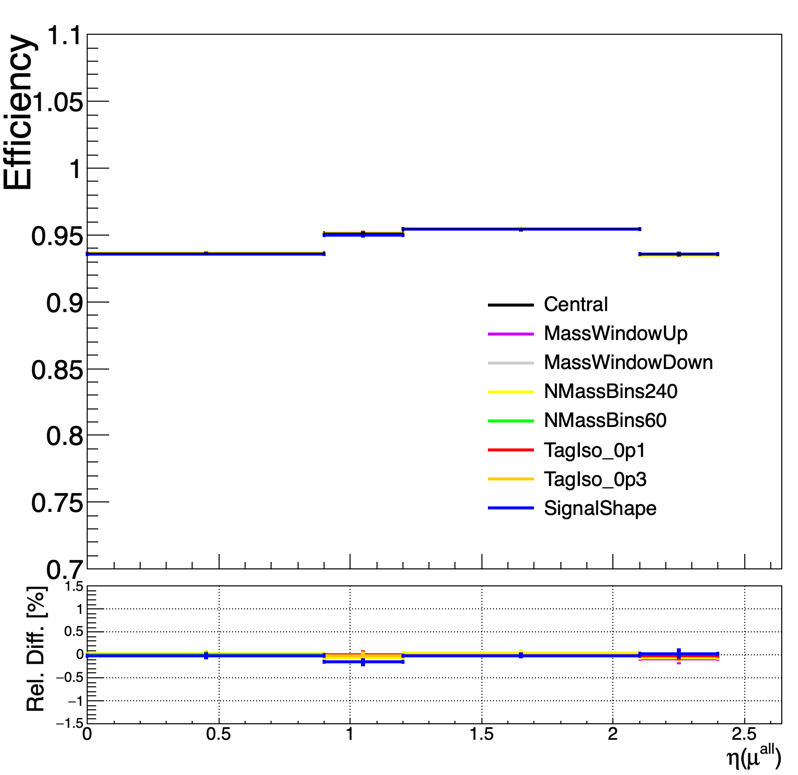 Efficiency
1.1
1.05
1
0.95
0.9
0.85
0.8
0.75
0.7
Central
MassWindowUp
MassWindowDown
NMassBins240
NMassBins60
TagIso_0p1
TagIso_0p3
SignalShape
Rel. Diff. [%]
1.5
1
0.5
0
−0.5
−1
−1.5
0 0.5 1 1.5 2 2.5
η(μ^all)